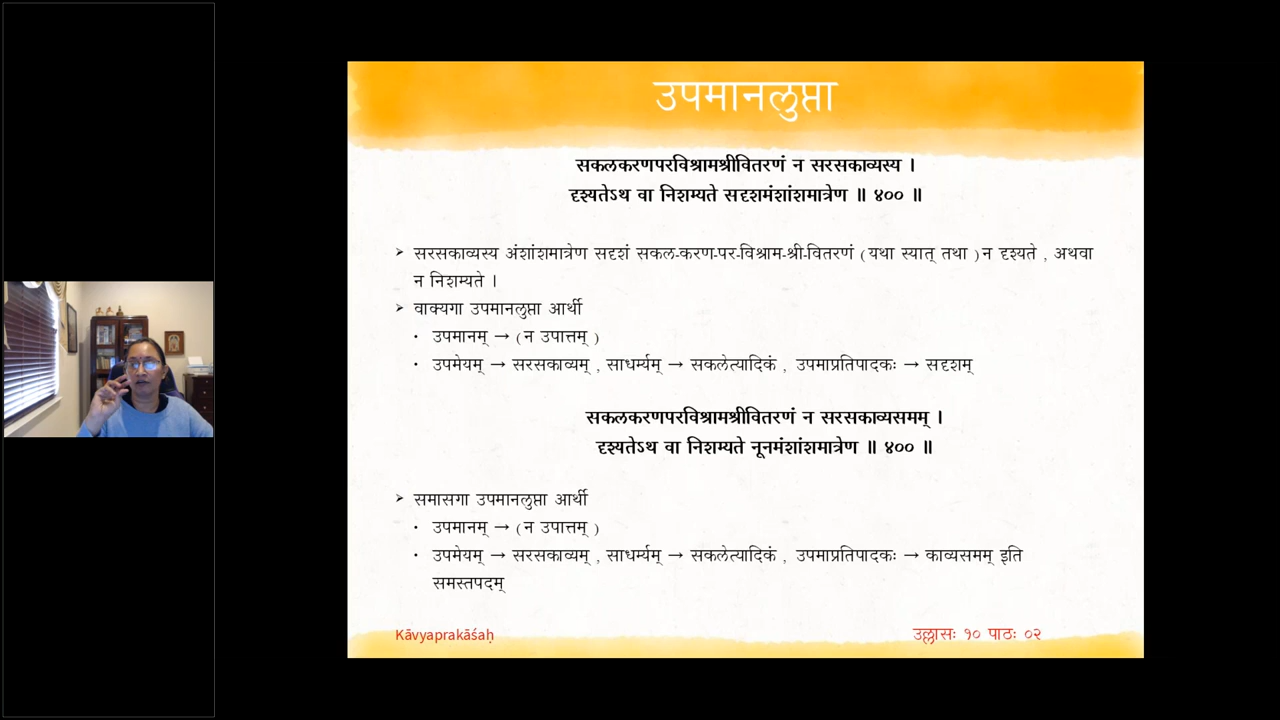 उपमानलुप्ता
सकलकरणपरविश्रामश्रीवितरणं न सरसकाव्यस्य ।
दृश्यतेऽथ वा निशम्यते सदृशमंशांशमात्रेण ॥ ४०० ॥
➢ सरसकाव्यस्य अंशांशमात्रेण सदृशं सकल-करण-पर-विश्राम-श्री-वितरणं ( यथा स्यात् तथा ) न दृश्यते , अथवा
न निशम्यते ।
➢ वाक्यगा उपमानलुप्ता आर्थी
• उपमानम् → ( न उपात्तम् )
• उपमेयम् → सरसकाव्यम् , साधर्म्यम् → सकलेत्यादिकं , उपमाप्रतिपादकः → सदृशम्
सकलकरणपरविश्रामश्रीवितरणं न सरसकाव्यसमम् ।
दृश्यतेऽथ वा निशम्यते नूनमंशांशमात्रेण ॥ ४०० ॥
➢ समासगा उपमानलुप्ता आर्थी
• उपमानम् → ( न उपात्तम् )
• उपमेयम् → सरसकाव्यम् , साधर्म्यम् → सकलेत्यादिकं , उपमाप्रतिपादकः → काव्यसमम् इति
समस्तपदम्
Kāvyaprakāśaḥ
उल्लासः १० पाठः ०२